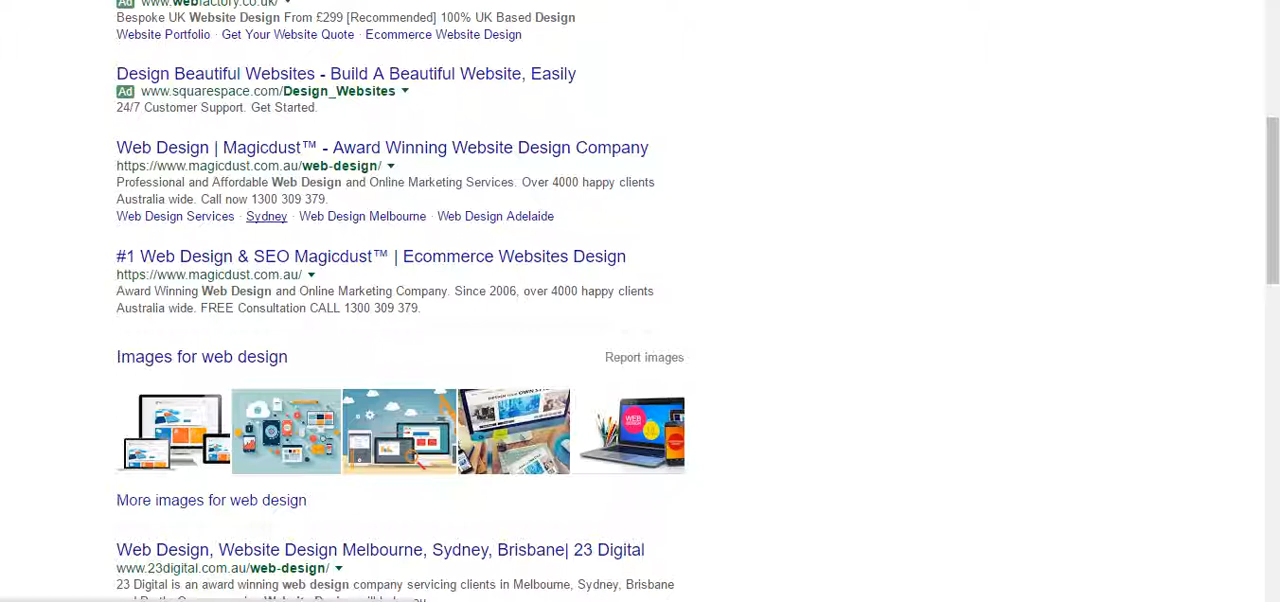 Ad www.webfactory.co.uk/
Bespoke UK Website Design From £299 [Recommended] 100% UK Based Design
Website Portfolio · Get Your Website Quote · Ecommerce Website Design
Design Beautiful Websites - Build A Beautiful Website, Easily
Ad www.squarespace.com/Design_Websites
24/7 Customer Support. Get Started.
Web Design | Magicdust™ - Award Winning Website Design Company
https://www.magicdust.com.au/web-design/
Professional and Affordable Web Design and Online Marketing Services. Over 4000 happy clients
Australia wide. Call now 1300 309 379.
Web Design Services · Sydney · Web Design Melbourne · Web Design Adelaide
#1 Web Design & SEO Magicdust™ | Ecommerce Websites Design
https://www.magicdust.com.au/
Award Winning Web Design and Online Marketing Company. Since 2006, over 4000 happy clients
Australia wide. FREE Consultation CALL 1300 309 379.
Images for web design Report images
WEB DESIGN
More images for web design
Web Design, Website Design Melbourne, Sydney, Brisbane| 23 Digital
www.23digital.com.au/web-design/
23 Digital is an award winning web design company servicing clients in Melbourne, Sydney, Brisbane